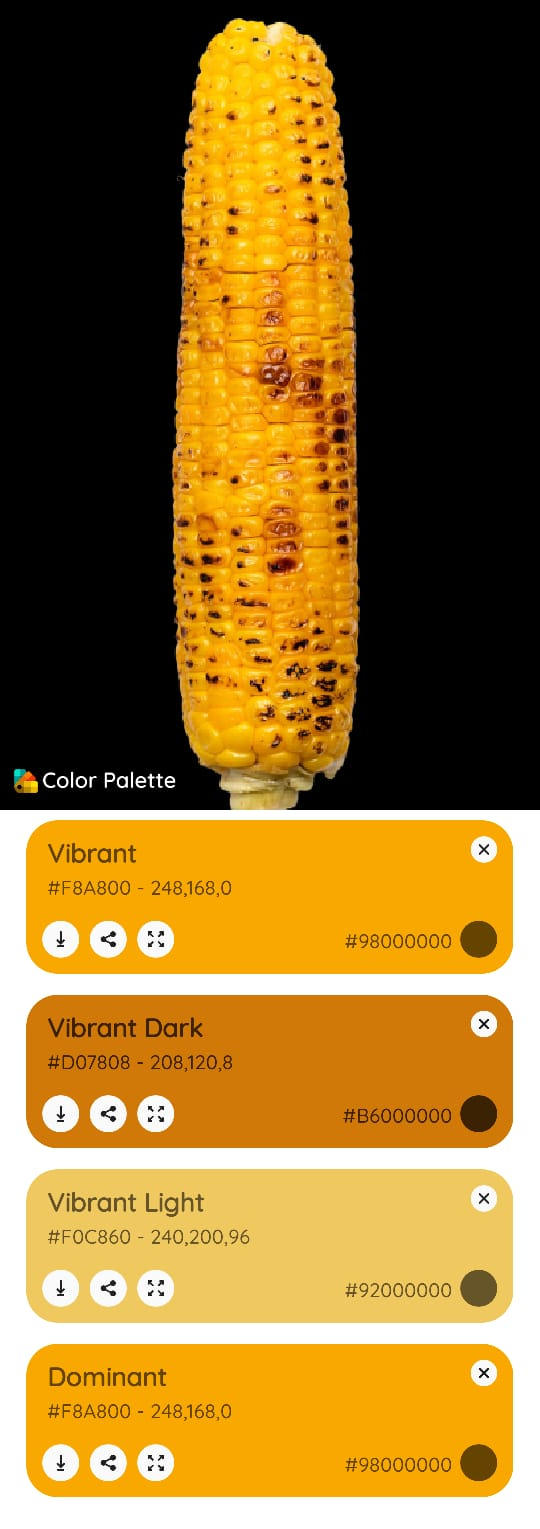 Color Palette
Vibrant
#F8A800 - 248,168,0
#98000000
Vibrant Dark
#D07808 - 208,120,8
#B6000000
Vibrant Light
#F0C860 - 240,200,96
#92000000
Dominant
#F8A800 - 248,168,0
#98000000